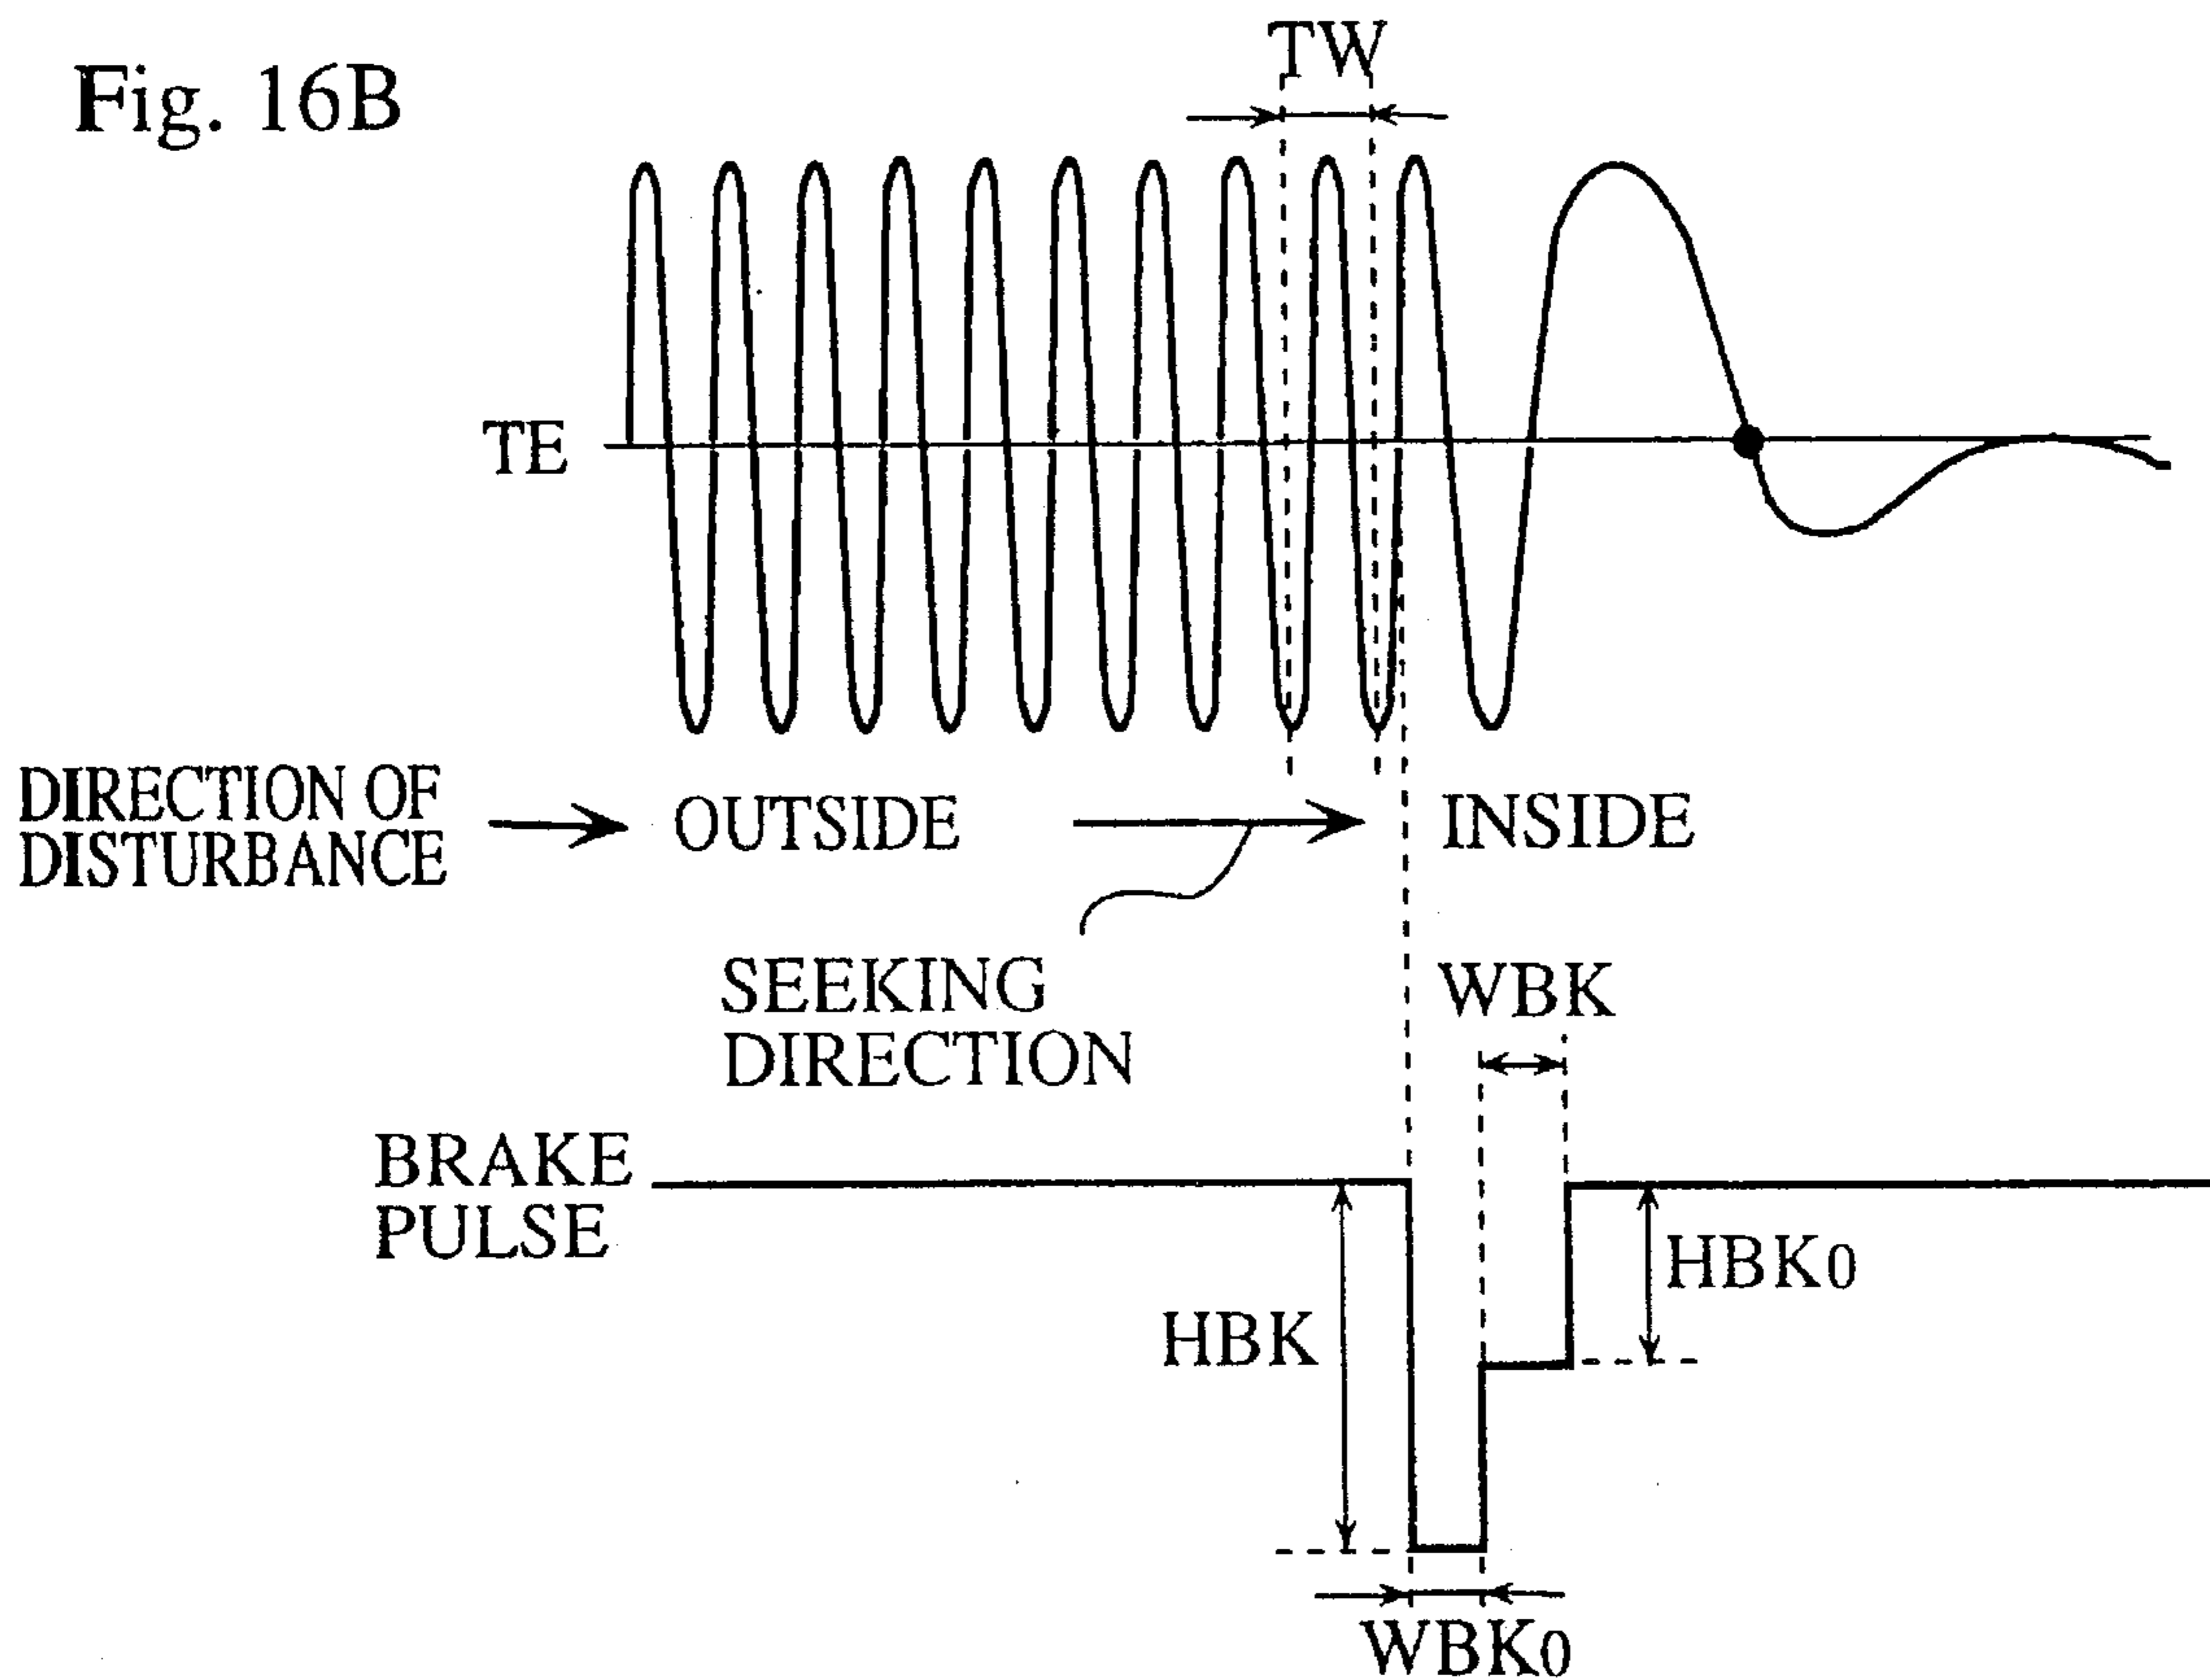 Fig. 16B
TW
TE
DIRECTION OF
DISTURBANCE
OUTSIDE
INSIDE
SEEKING
DIRECTION
WBK
BRAKE
PULSE
HBK
HBK0
WBK0